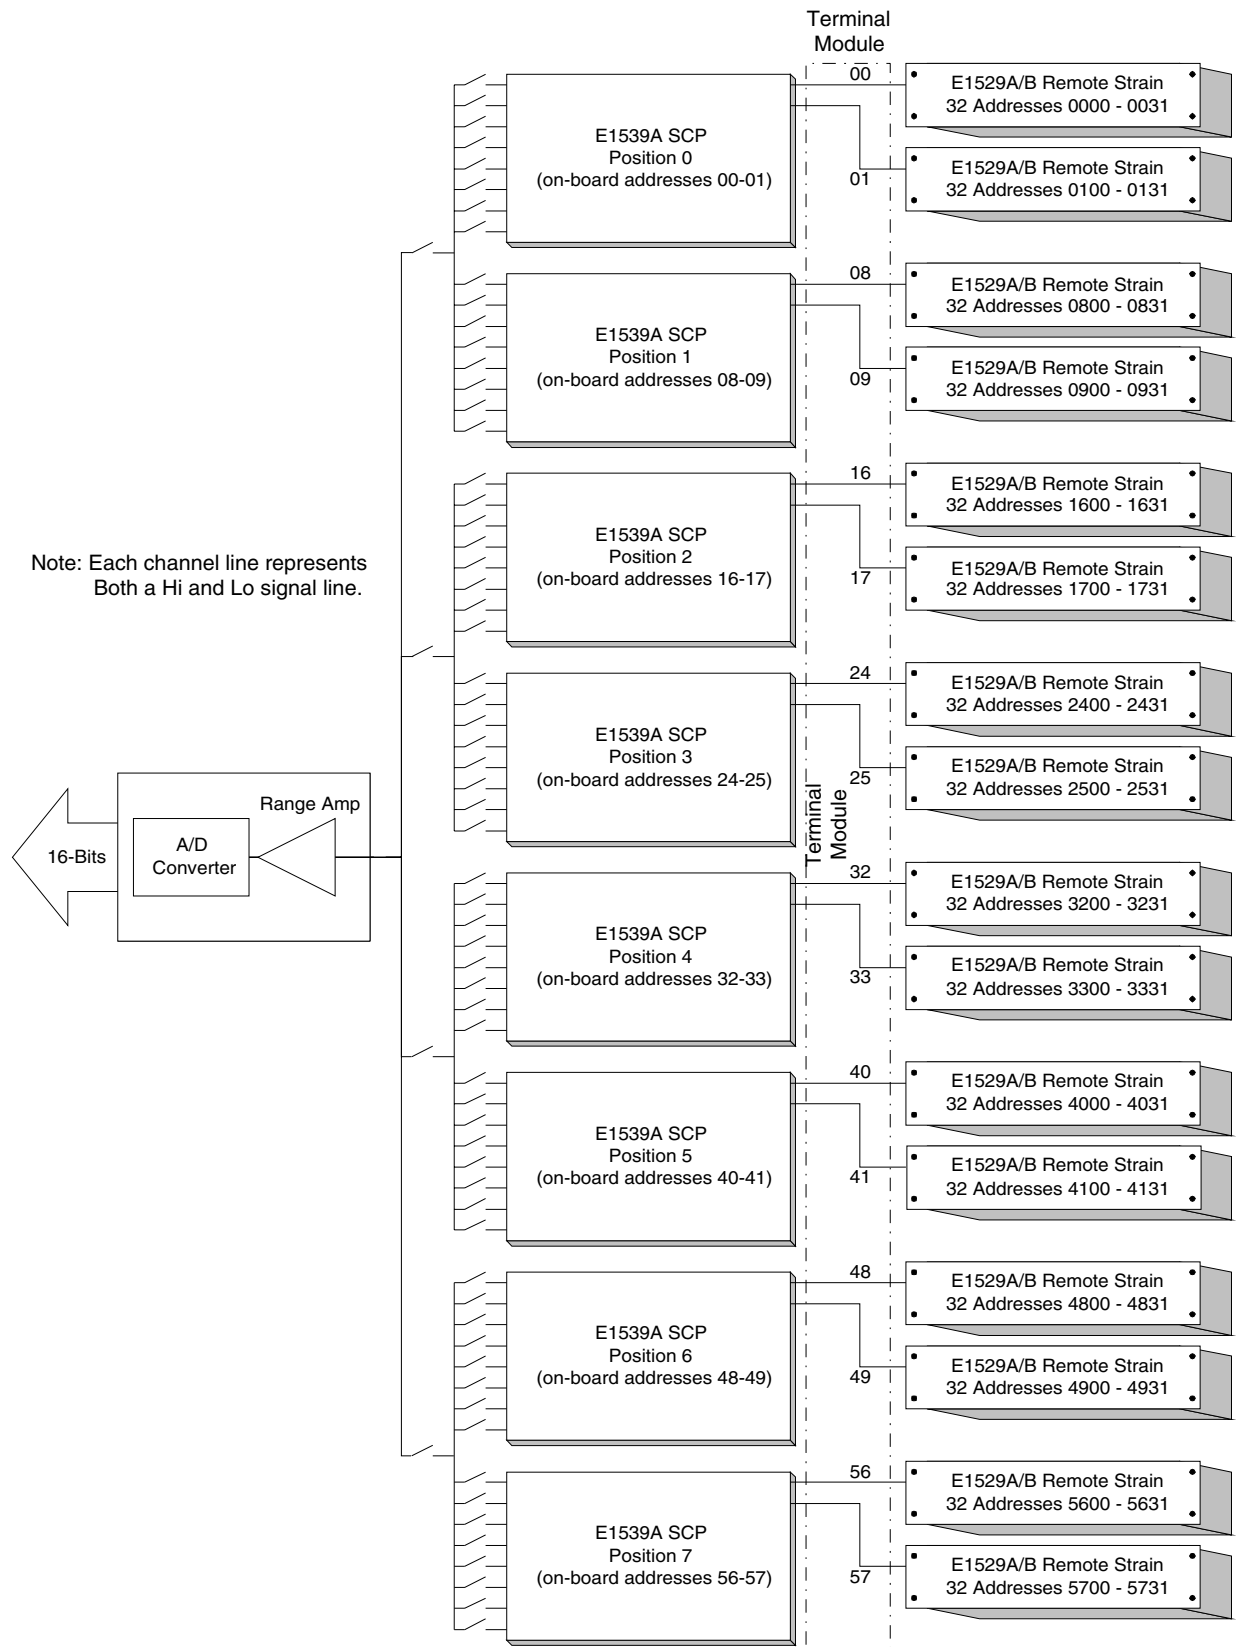 Terminal
Module
00
E1529A/B Remote Strain
32 Addresses 0000 - 0031
E1539A SCP
Position 0
(on-board addresses 00-01)
01
E1529A/B Remote Strain
32 Addresses 0100 - 0131
08
E1529A/B Remote Strain
32 Addresses 0800 - 0831
E1539A SCP
Position 1
(on-board addresses 08-09)
09
E1529A/B Remote Strain
32 Addresses 0900 - 0931
16
E1529A/B Remote Strain
32 Addresses 1600 - 1631
E1539A SCP
Position 2
(on-board addresses 16-17)
Note: Each channel line represents
Both a Hi and Lo signal line.
17
E1529A/B Remote Strain
32 Addresses 1700 - 1731
24
E1529A/B Remote Strain
32 Addresses 2400 - 2431
E1539A SCP
Position 3
(on-board addresses 24-25)
25
E1529A/B Remote Strain
32 Addresses 2500 - 2531
Terminal
Module
Range Amp
A/D
Converter
16-Bits
32
E1529A/B Remote Strain
32 Addresses 3200 - 3231
E1539A SCP
Position 4
(on-board addresses 32-33)
33
E1529A/B Remote Strain
32 Addresses 3300 - 3331
40
E1529A/B Remote Strain
32 Addresses 4000 - 4031
E1539A SCP
Position 5
(on-board addresses 40-41)
41
E1529A/B Remote Strain
32 Addresses 4100 - 4131
48
E1529A/B Remote Strain
32 Addresses 4800 - 4831
E1539A SCP
Position 6
(on-board addresses 48-49)
49
E1529A/B Remote Strain
32 Addresses 4900 - 4931
56
E1529A/B Remote Strain
32 Addresses 5600 - 5631
E1539A SCP
Position 7
(on-board addresses 56-57)
57
E1529A/B Remote Strain
32 Addresses 5700 - 5731